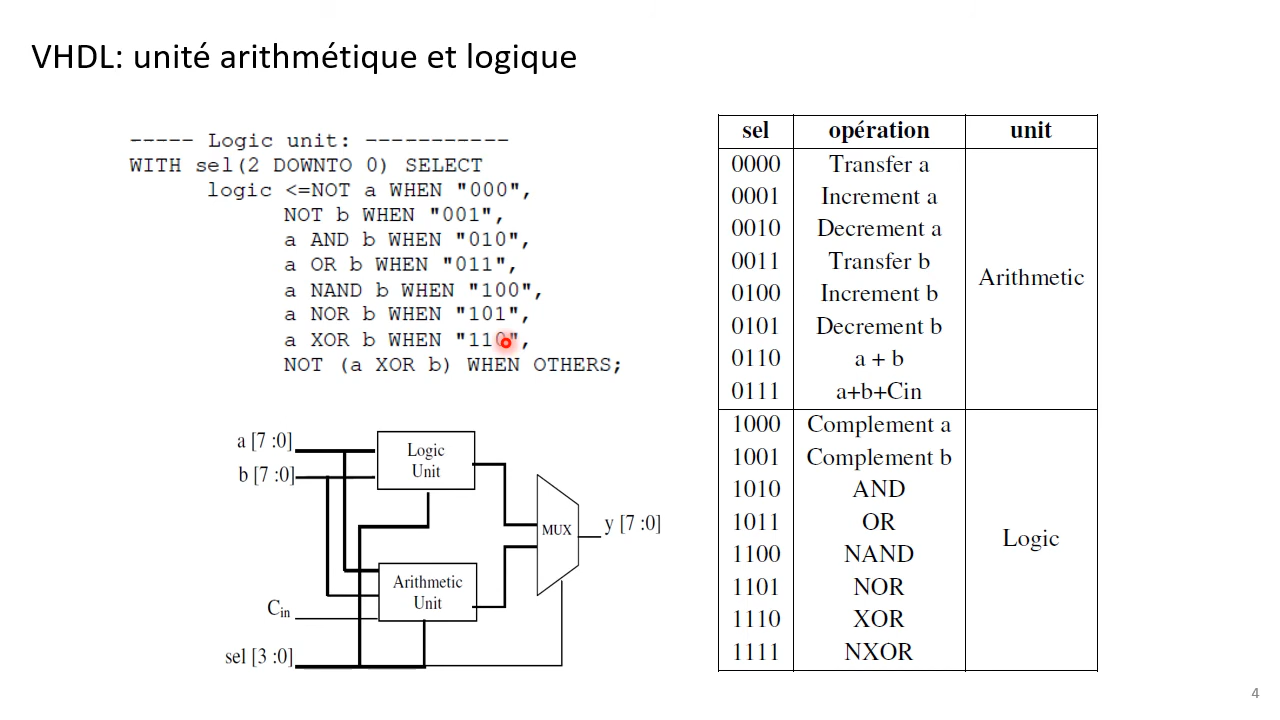 VHDL: unité arithmétique et logique
----- Logic unit: -----------
WITH sel(2 DOWNTO 0) SELECT
logic <=NOT a WHEN "000",
NOT b WHEN "001",
a AND b WHEN "010",
a OR b WHEN "011",
a NAND b WHEN "100",
a NOR b WHEN "101",
a XOR b WHEN "110",
NOT (a XOR b) WHEN OTHERS;
a [7 :0]
b [7 :0]
Logic
Unit
MUX
y [7 :0]
Arithmetic
Unit
Cin
sel [3 :0]
sel opération unit
0000 Transfer a
0001 Increment a
0010 Decrement a
0011 Transfer b
Arithmetic
0100 Increment b
0101 Decrement b
0110 a + b
0111 a+b+Cin
1000 Complement a
1001 Complement b
1010 AND
1011 OR
Logic
1100 NAND
1101 NOR
1110 XOR
1111 NXOR
4